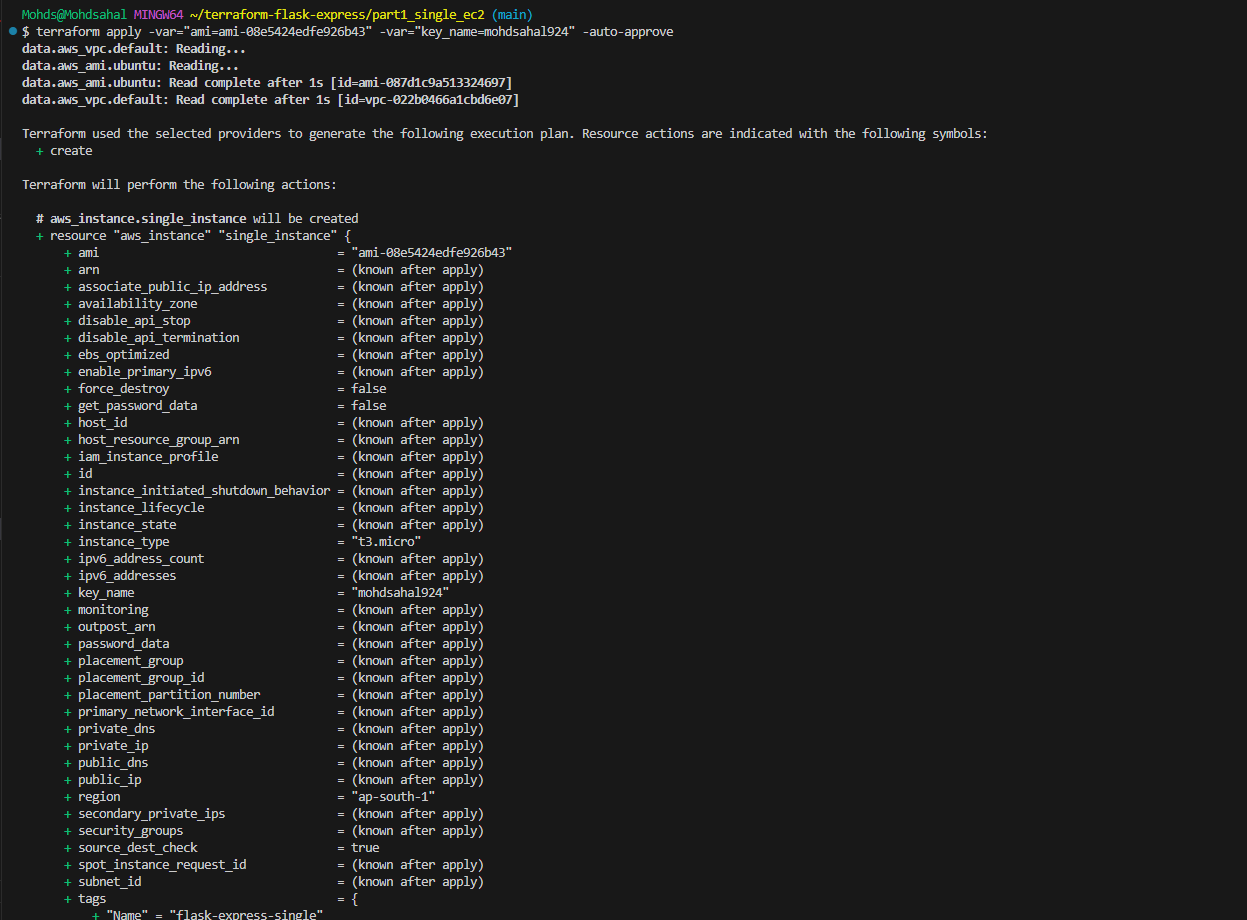 Mohds@Mohdsahal MINGW64 ~/terraform-flask-express/part1_single_ec2 (main)
$ terraform apply -var="ami=ami-08e5424edfe926b43" -var="key_name=mohdsahal924" -auto-approve
data.aws_vpc.default: Reading...
data.aws_ami.ubuntu: Reading...
data.aws_ami.ubuntu: Read complete after 1s [id=ami-087d1c9a513324697]
data.aws_vpc.default: Read complete after 1s [id=vpc-022b0466a1cbd6e07]
Terraform used the selected providers to generate the following execution plan. Resource actions are indicated with the following symbols:
+ create
Terraform will perform the following actions:
# aws_instance.single_instance will be created
+ resource "aws_instance" "single_instance" {
+ ami = "ami-08e5424edfe926b43"
+ arn = (known after apply)
+ associate_public_ip_address = (known after apply)
+ availability_zone = (known after apply)
+ disable_api_stop = (known after apply)
+ disable_api_termination = (known after apply)
+ ebs_optimized = (known after apply)
+ enable_primary_ipv6 = (known after apply)
+ force_destroy = false
+ get_password_data = false
+ host_id = (known after apply)
+ host_resource_group_arn = (known after apply)
+ iam_instance_profile = (known after apply)
+ id = (known after apply)
+ instance_initiated_shutdown_behavior = (known after apply)
+ instance_lifecycle = (known after apply)
+ instance_state = (known after apply)
+ instance_type = "t3.micro"
+ ipv6_address_count = (known after apply)
+ ipv6_addresses = (known after apply)
+ key_name = "mohdsahal924"
+ monitoring = (known after apply)
+ outpost_arn = (known after apply)
+ password_data = (known after apply)
+ placement_group = (known after apply)
+ placement_group_id = (known after apply)
+ placement_partition_number = (known after apply)
+ primary_network_interface_id = (known after apply)
+ private_dns = (known after apply)
+ private_ip = (known after apply)
+ public_dns = (known after apply)
+ public_ip = (known after apply)
+ region = "ap-south-1"
+ secondary_private_ips = (known after apply)
+ security_groups = (known after apply)
+ source_dest_check = true
+ spot_instance_request_id = (known after apply)
+ subnet_id = (known after apply)
+ tags = {
+ "Name" = "flask-express-single"